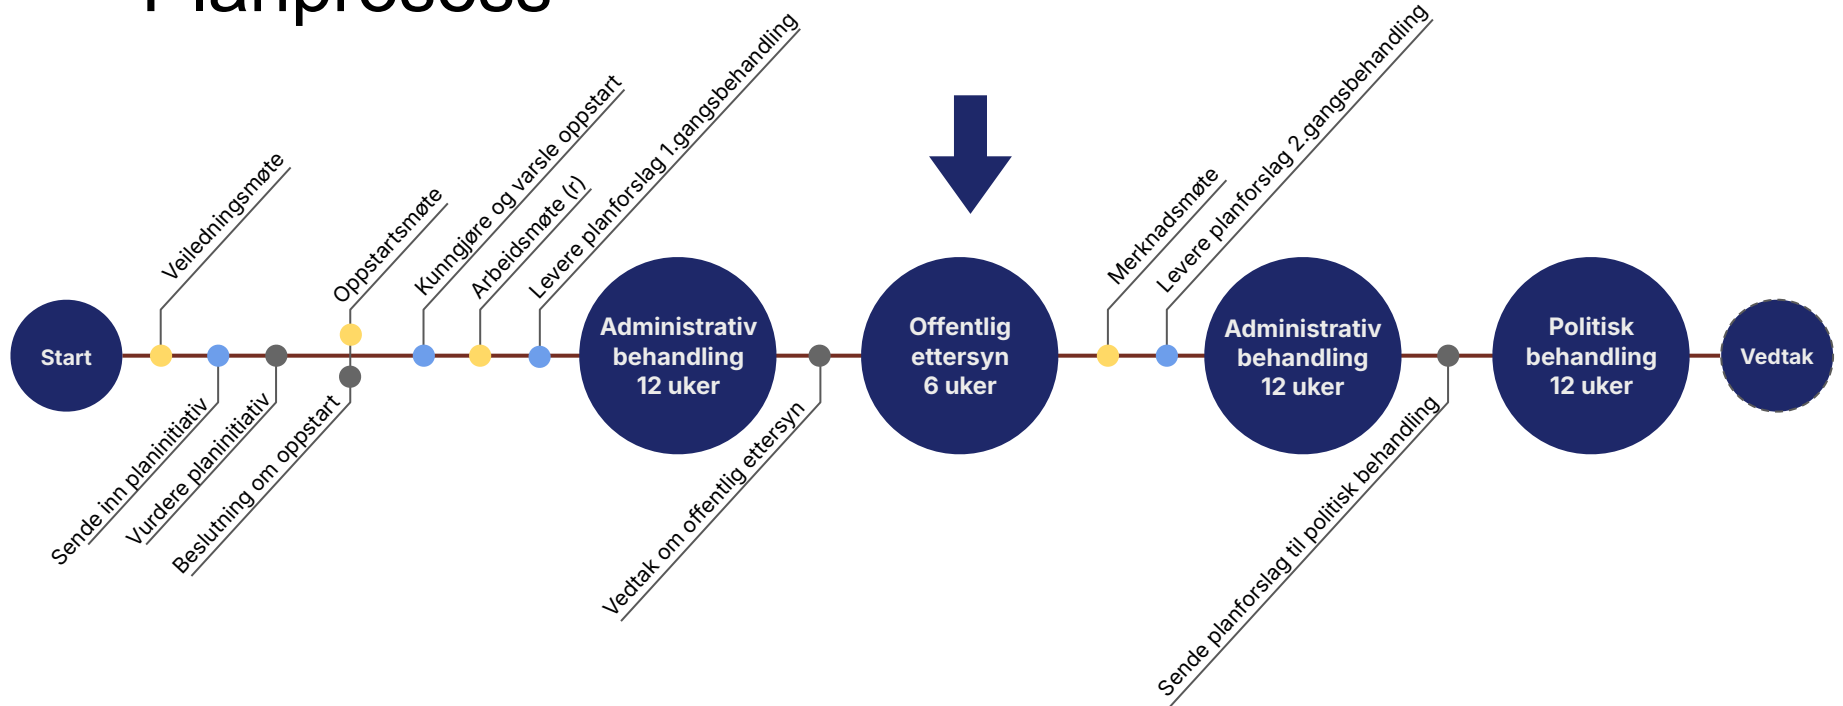 Planprosess
Veiledningsmøte
Oppstartsmøte
Kunngjøre og varsle oppstart
Arbeidsmøte (r)
Levere planforslag 1.gangsbehandling
Merknadsmøte
Levere planforslag 2.gangsbehandling
Start
Administrativ
behandling
12 uker
Offentlig
ettersyn
6 uker
Administrativ
behandling
12 uker
Politisk
behandling
12 uker
Vedtak
Sende inn planinitiativ
Vurdere planinitiativ
Beslutning om oppstart
Vedtak om offentlig ettersyn
Sende planforslag til politisk behandling